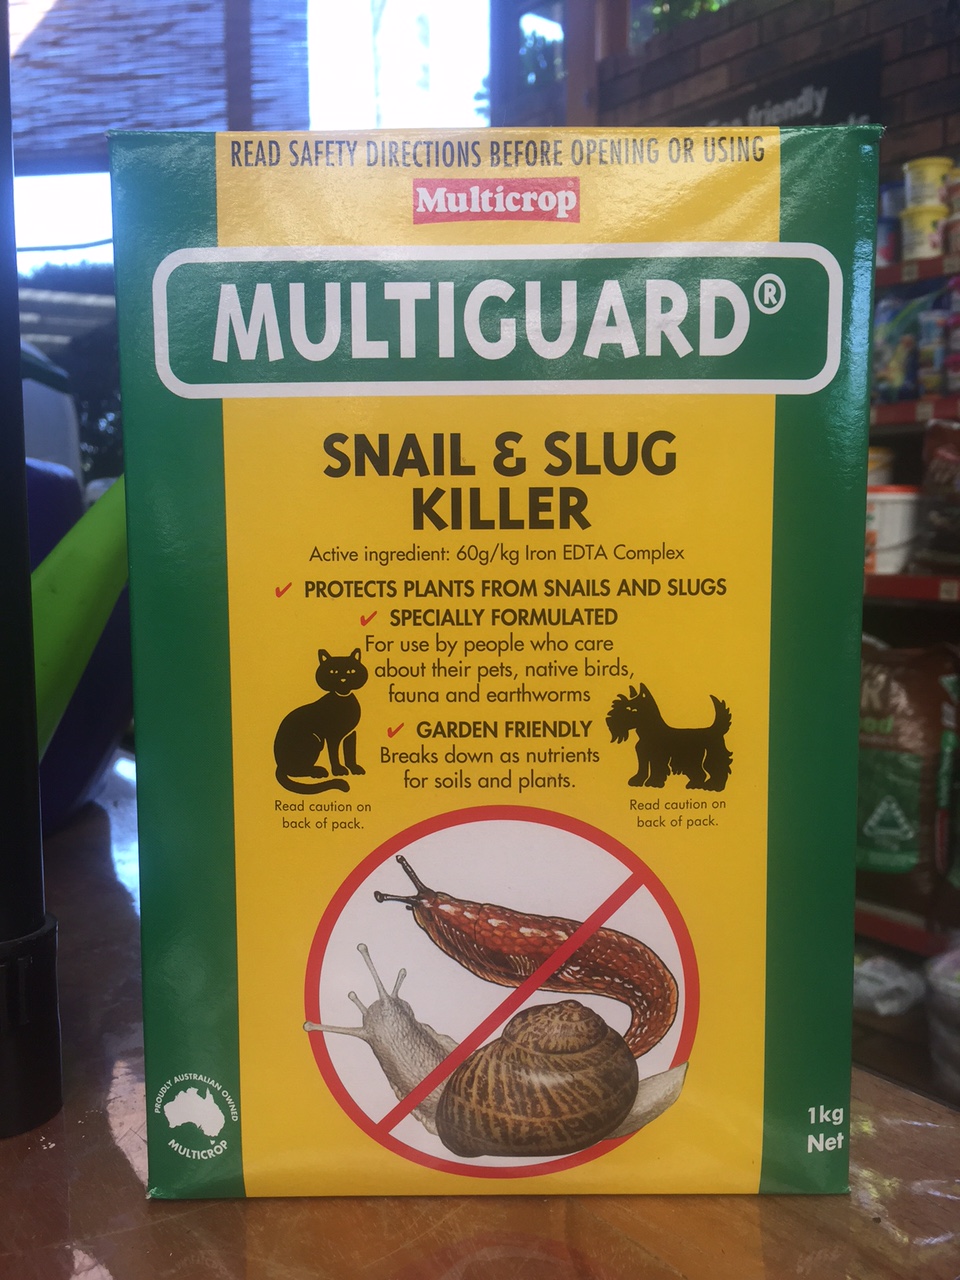 friendly
READ SAFETY DIRECTIONS BEFORE OPENING OR USING
Multicrop
MULTIGUARD®
SNAIL & SLUG
KILLER
Active ingredient: 60g/kg Iron EDTA Complex
✓ PROTECTS PLANTS FROM SNAILS AND SLUGS
✓ SPECIALLY FORMULATED
For use by people who care
about their pets, native birds,
fauna and earthworms
✓ GARDEN FRIENDLY
Breaks down as nutrients
for soils and plants.
Read caution on
back of pack.
Read caution on
back of pack.
PROUDLY AUSTRALIAN OWNED
MULTICROP
1kg
Net